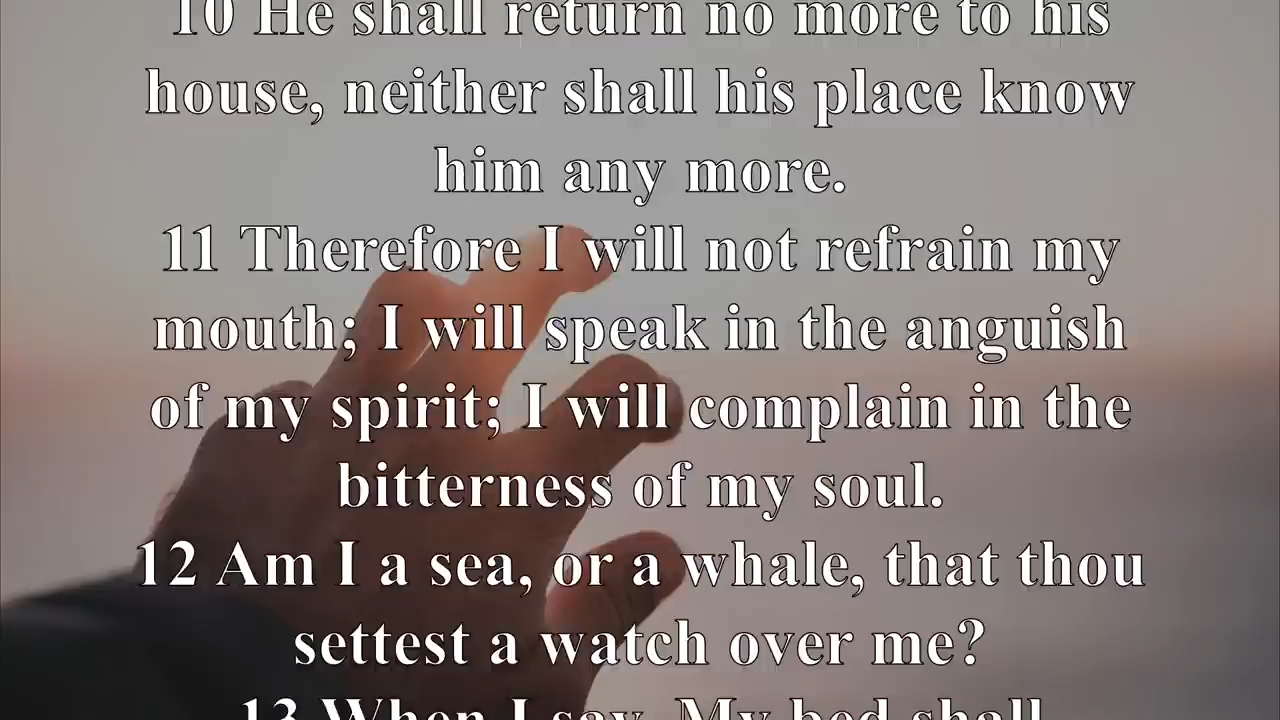 10 He shall return no more to his
house, neither shall his place know
him any more.
11 Therefore I will not refrain my
mouth; I will speak in the anguish
of my spirit; I will complain in the
bitterness of my soul.
12 Am I a sea, or a whale, that thou
settest a watch over me?
13 When I say, My bed shall